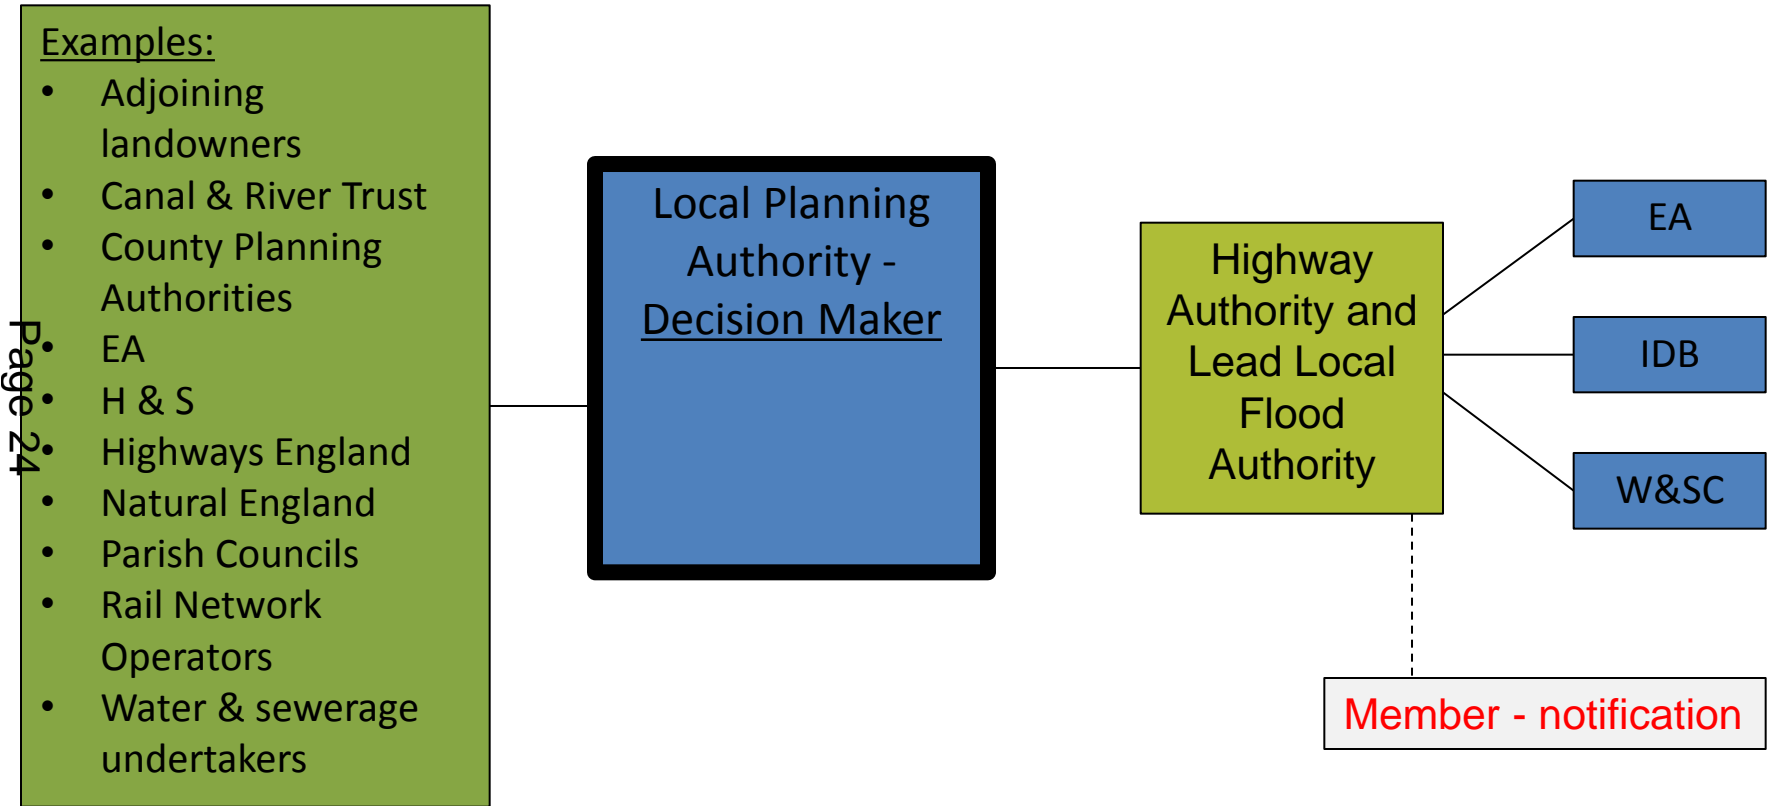 Examples:
• Adjoining
landowners
• Canal & River Trust
• County Planning
Authorities
• EA
• H & S
• Highways England
• Natural England
• Parish Councils
• Rail Network
Operators
• Water & sewerage
undertakers
Page 24
Local Planning
Authority -
Decision Maker
Highway
Authority and
Lead Local
Flood
Authority
EA
IDB
W&SC
Member - notification